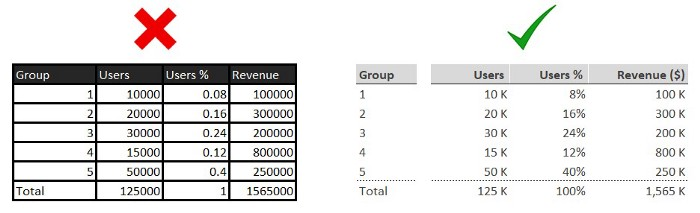 Group Users Users % Revenue
1 10000 0.08 100000
2 20000 0.16 300000
3 30000 0.24 200000
4 15000 0.12 800000
5 50000 0.4 250000
Total 125000 1 1565000
Group Users Users % Revenue ($)
1 10 K 8% 100 K
2 20 K 16% 300 K
3 30 K 24% 200 K
4 15 K 12% 800 K
5 50 K 40% 250 K
Total 125 K 100% 1,565 K